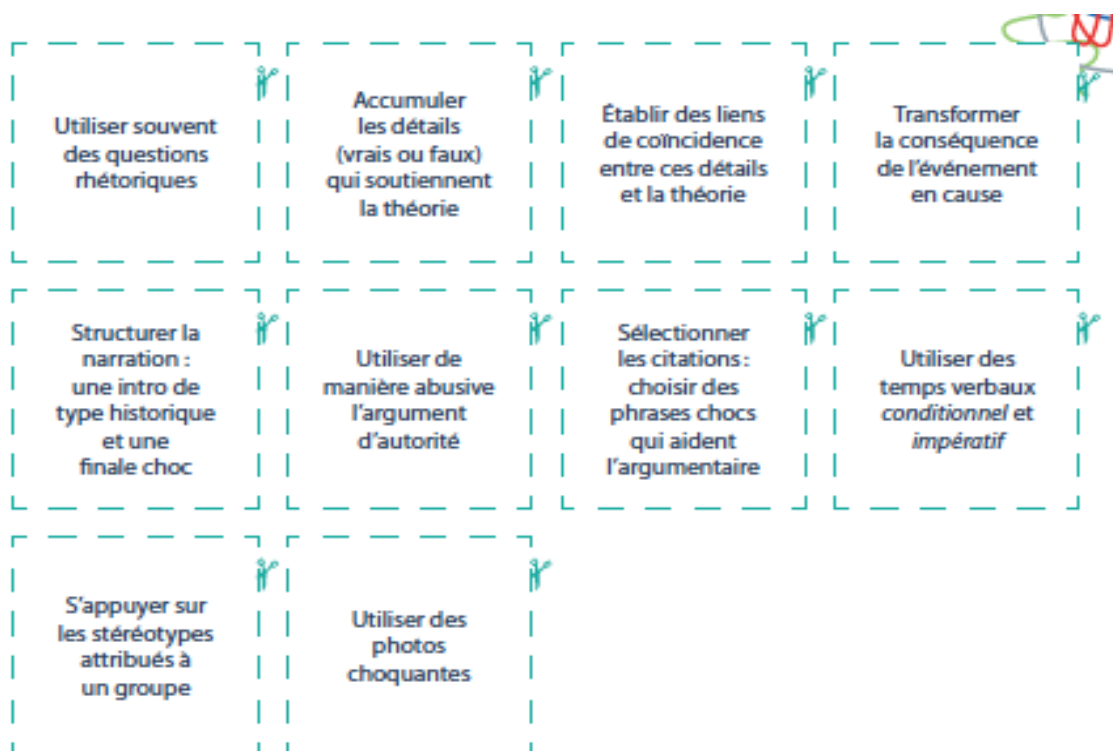 Utiliser souvent
des questions
rhétoriques
Accumuler
les détails
(vrais ou faux)
qui soutiennent
la théorie
Établir des liens
de coïncidence
entre ces détails
et la théorie
Transformer
la conséquence
de l'événement
en cause
Structurer la
narration :
une intro de
type historique
et une
finale choc
Utiliser de
manière abusive
l'argument
d'autorité
Sélectionner
les citations :
choisir des
phrases chocs
qui aident
l'argumentaire
Utiliser des
temps verbaux
conditionnel et
impératif
S'appuyer sur
les stéréotypes
attribués à
un groupe
Utiliser des
photos
choquantes